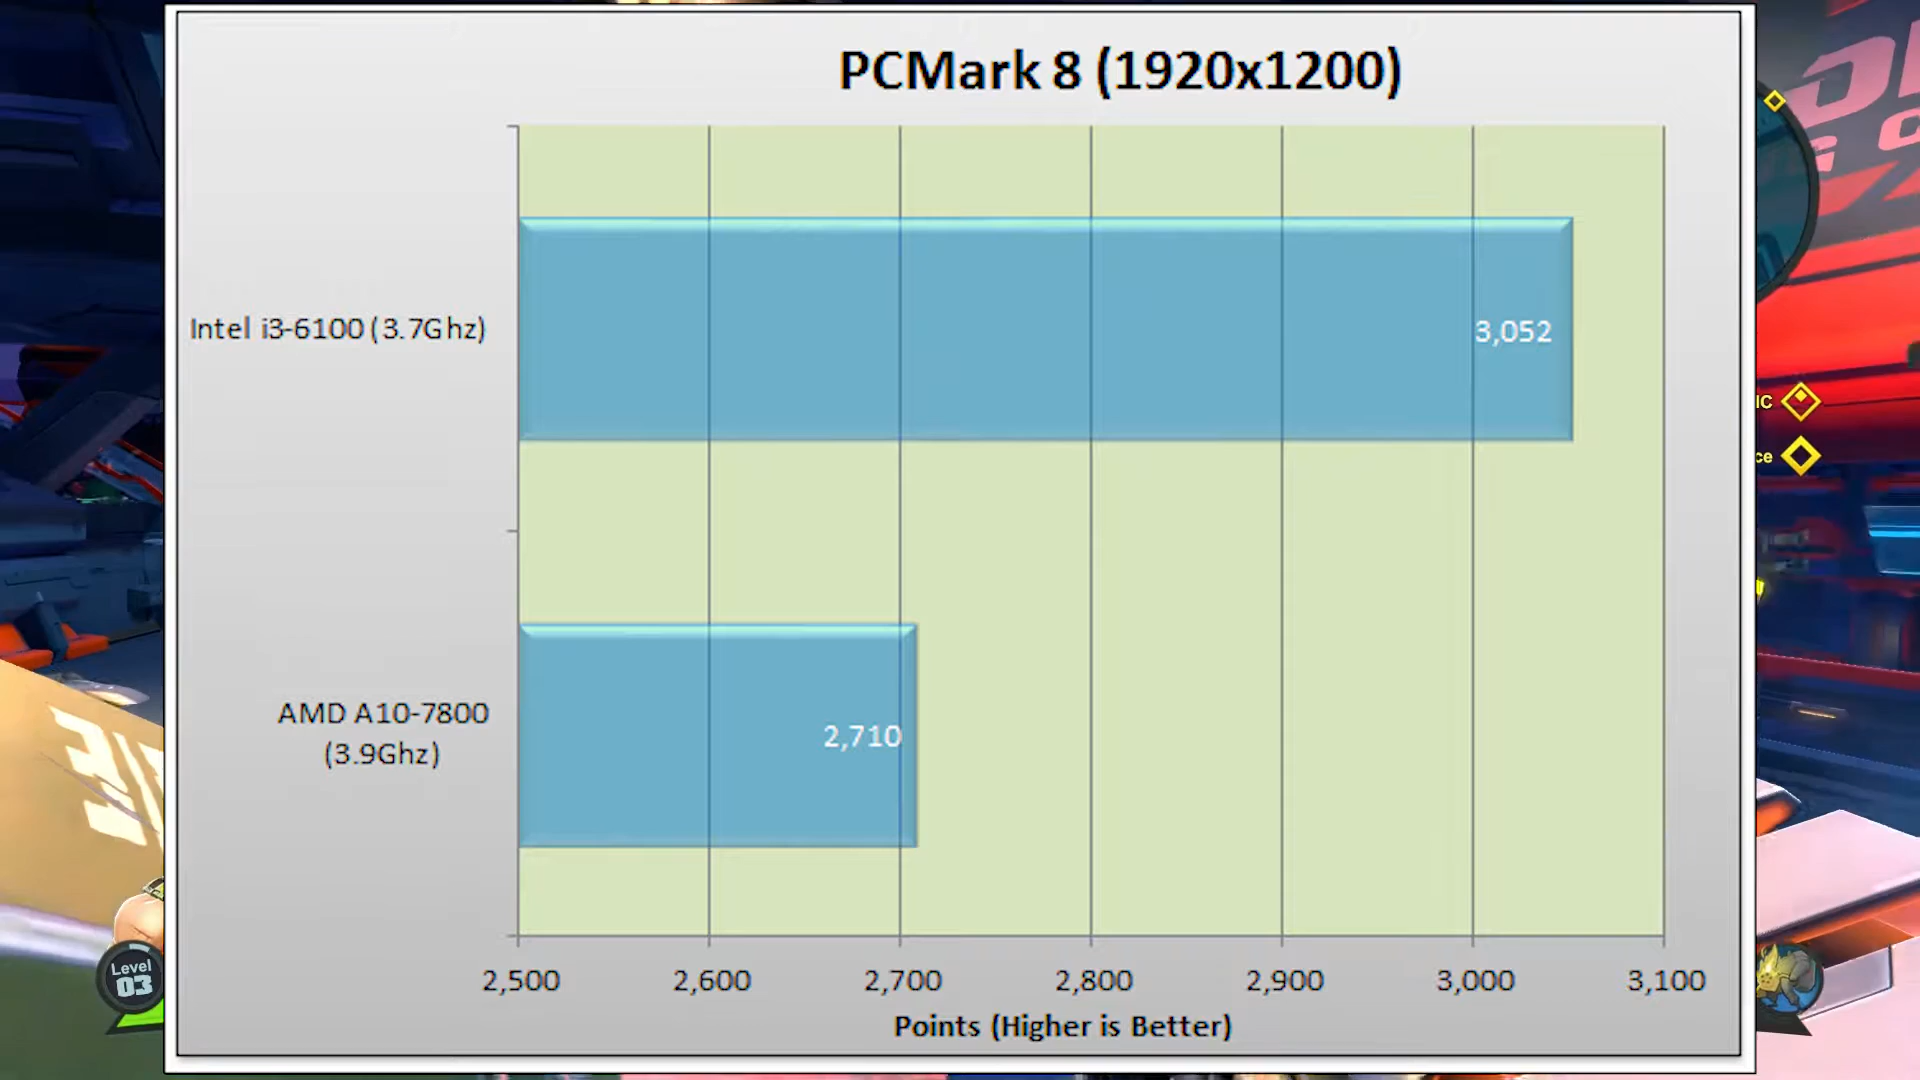 PCMark 8 (1920x1200)
Intel i3-6100 (3.7Ghz)
3,052
AMD A10-7800
(3.9Ghz)
2,710
2,500 2,600 2,700 2,800 2,900 3,000 3,100
Points (Higher is Better)
Level
03